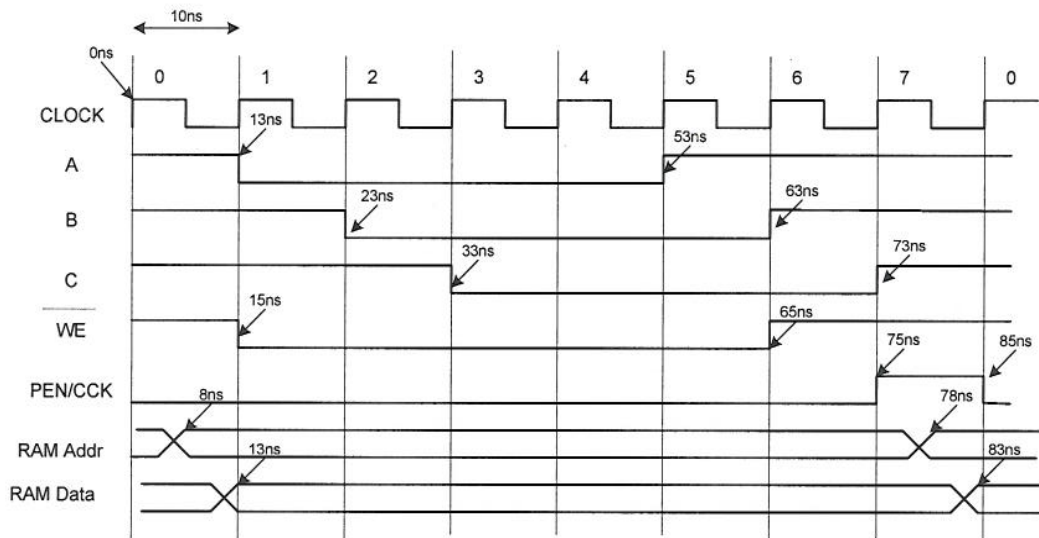 10ns
0ns
0 1 2 3 4 5 6 7 0
CLOCK
13ns 53ns
A
23ns 63ns
B
33ns 73ns
C
15ns 65ns
WE
75ns 85ns
PEN/CCK
8ns 78ns
RAM Addr
13ns 83ns
RAM Data